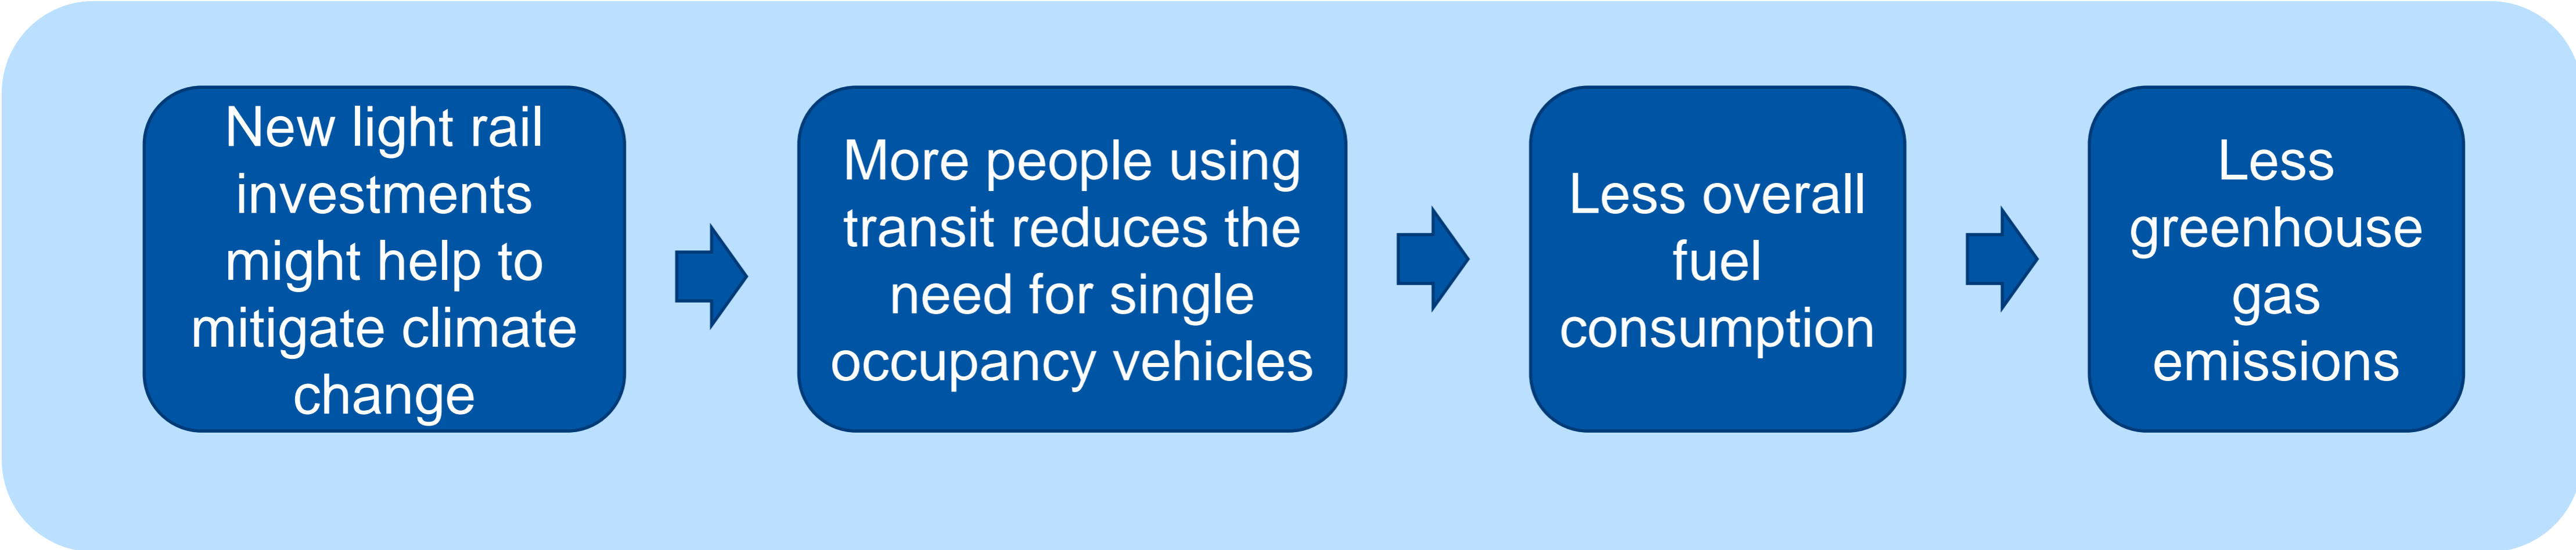 New light rail
investments
might help to
mitigate climate
change
More people using
transit reduces the
need for single
occupancy vehicles
Less overall
fuel
consumption
Less
greenhouse
gas
emissions